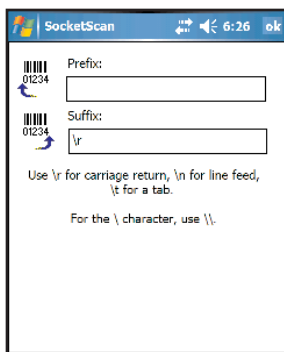 SocketScan 6:26 ok
Prefix:
01234
Suffix:
01234
\r
Use \r for carriage return, \n for line feed,
\t for a tab.
For the \ character, use \\.